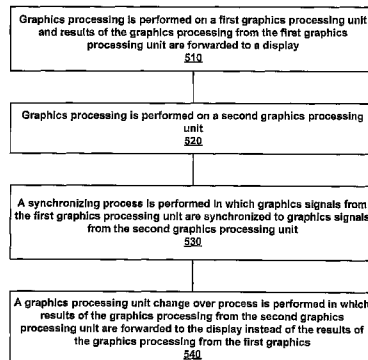 Graphics processing is performed on a first graphics processing unit
and results of the graphics processing from the first graphics
processing unit are forwarded to a display
510
Graphics processing is performed on a second graphics processing
unit
520
A synchronizing process is performed in which graphics signals from
the first graphics processing unit are synchronized to graphics signals
from the second graphics processing unit
530
A graphics processing unit change over process is performed in which
results of the graphics processing from the second graphics
processing unit are forwarded to the display instead of the results of
the graphics processing from the first graphics
540